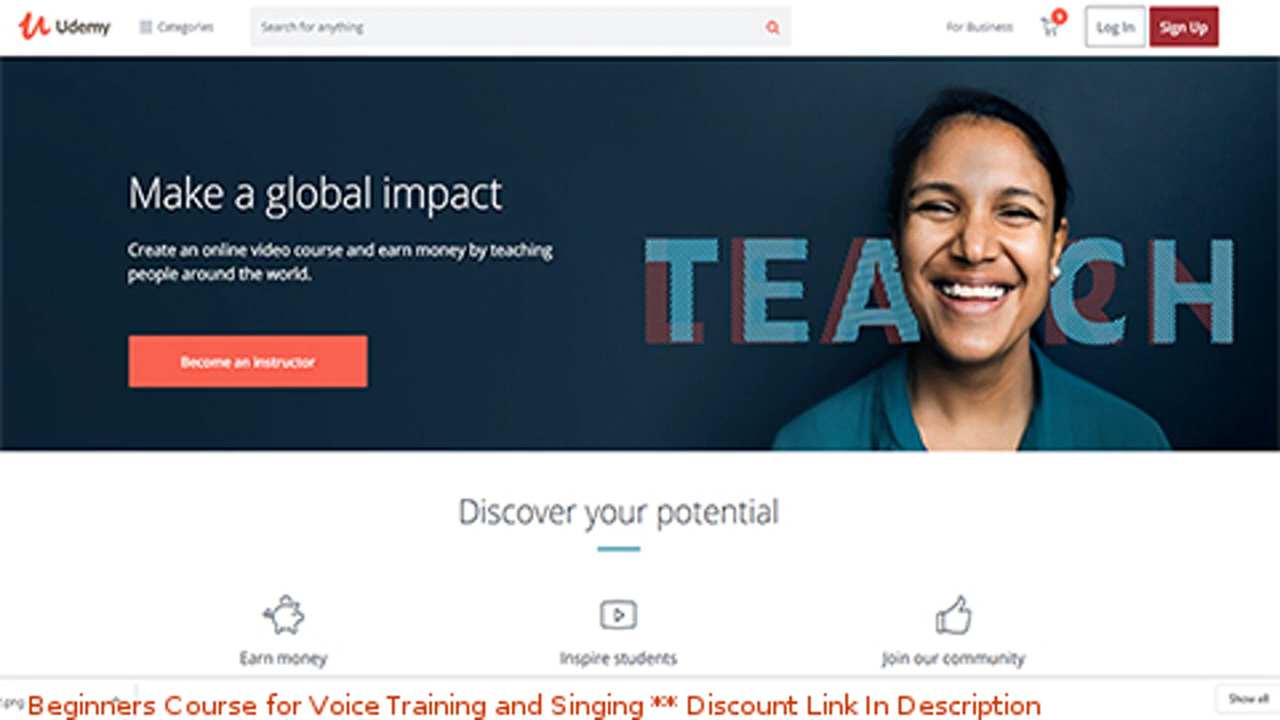 Udemy
Categories
Search for anything
For Business
Log In
Sign Up
Make a global impact
Create an online video course and earn money by teaching
people around the world.
TEACH
Become an instructor
Discover your potential
Earn money
Inspire students
Join our community
.png
Beginners Course for Voice Training and Singing ** Discount Link In Description
Show all